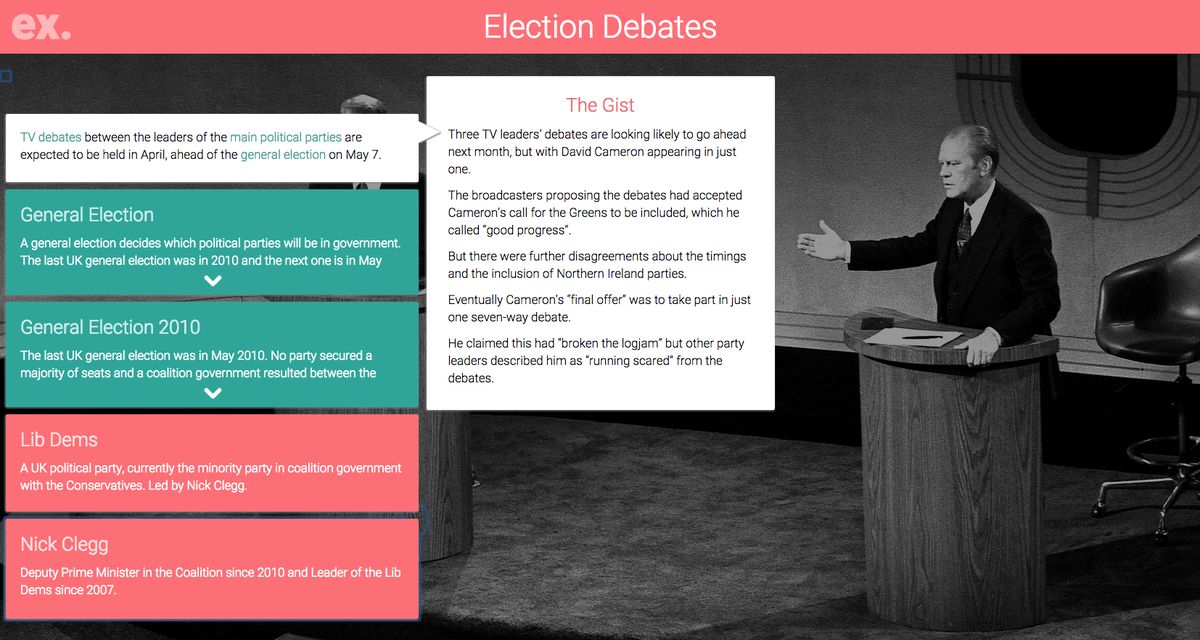 ex.
Election Debates
TV debates between the leaders of the main political parties are
expected to be held in April, ahead of the general election on May 7.
General Election
A general election decides which political parties will be in government.
The last UK general election was in 2010 and the next one is in May
General Election 2010
The last UK general election was in May 2010. No party secured a
majority of seats and a coalition government resulted between the
Lib Dems
A UK political party, currently the minority party in coalition government
with the Conservatives. Led by Nick Clegg.
Nick Clegg
Deputy Prime Minister in the Coalition since 2010 and Leader of the Lib
Dems since 2007.
The Gist
Three TV leaders’ debates are looking likely to go ahead
next month, but with David Cameron appearing in just
one.
The broadcasters proposing the debates had accepted
Cameron’s call for the Greens to be included, which he
called “good progress”.
But there were further disagreements about the timings
and the inclusion of Northern Ireland parties.
Eventually Cameron’s “final offer” was to take part in just
one seven-way debate.
He claimed this had “broken the logjam” but other party
leaders described him as “running scared” from the
debates.